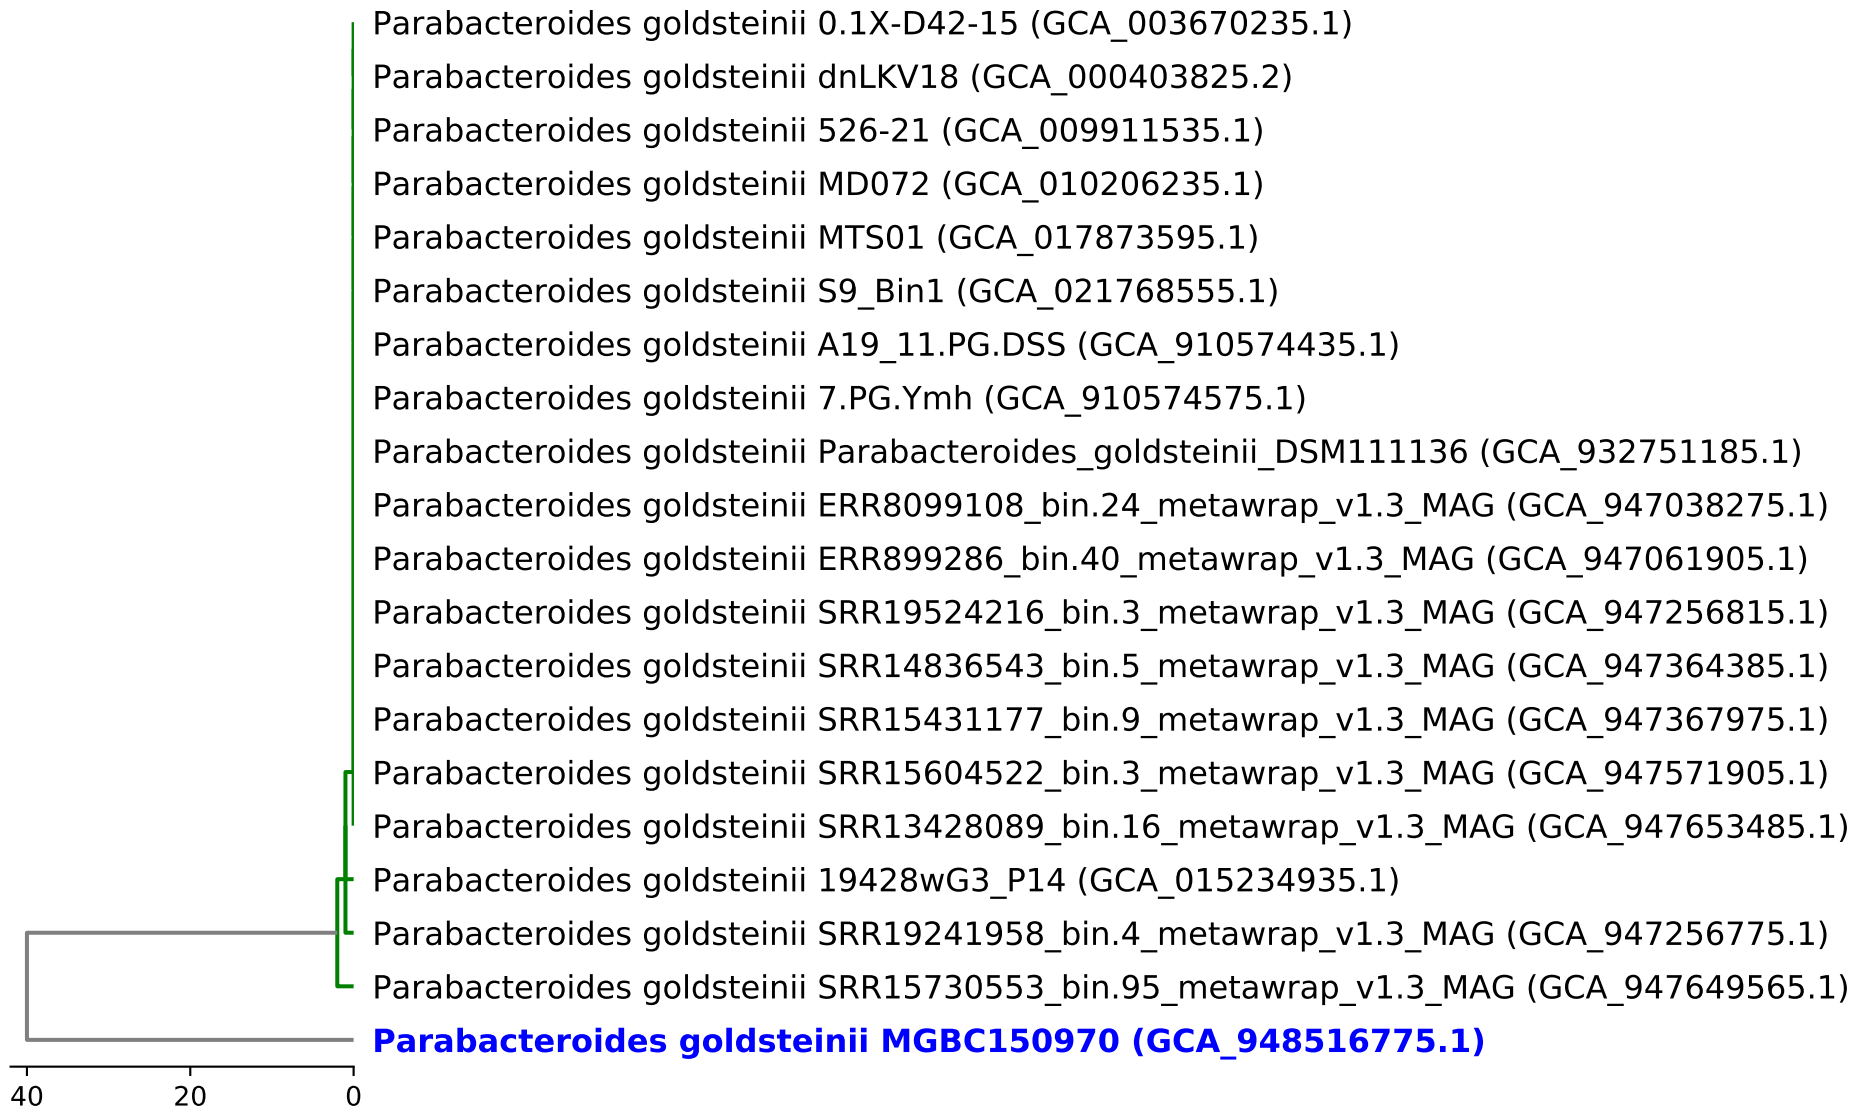 Parabacteroides goldsteinii 0.1X-D42-15 (GCA_003670235.1)
Parabacteroides goldsteinii dnLKV18 (GCA_000403825.2)
Parabacteroides goldsteinii 526-21 (GCA_009911535.1)
Parabacteroides goldsteinii MD072 (GCA_010206235.1)
Parabacteroides goldsteinii MTS01 (GCA_017873595.1)
Parabacteroides goldsteinii S9_Bin1 (GCA_021768555.1)
Parabacteroides goldsteinii A19_11.PG.DSS (GCA_910574435.1)
Parabacteroides goldsteinii 7.PG.Ymh (GCA_910574575.1)
Parabacteroides goldsteinii Parabacteroides_goldsteinii_DSM111136 (GCA_932751185.1)
Parabacteroides goldsteinii ERR8099108_bin.24_metawrap_v1.3_MAG (GCA_947038275.1)
Parabacteroides goldsteinii ERR899286_bin.40_metawrap_v1.3_MAG (GCA_947061905.1)
Parabacteroides goldsteinii SRR19524216_bin.3_metawrap_v1.3_MAG (GCA_947256815.1)
Parabacteroides goldsteinii SRR14836543_bin.5_metawrap_v1.3_MAG (GCA_947364385.1)
Parabacteroides goldsteinii SRR15431177_bin.9_metawrap_v1.3_MAG (GCA_947367975.1)
Parabacteroides goldsteinii SRR15604522_bin.3_metawrap_v1.3_MAG (GCA_947571905.1)
Parabacteroides goldsteinii SRR13428089_bin.16_metawrap_v1.3_MAG (GCA_947653485.1)
Parabacteroides goldsteinii 19428wG3_P14 (GCA_015234935.1)
Parabacteroides goldsteinii SRR19241958_bin.4_metawrap_v1.3_MAG (GCA_947256775.1)
Parabacteroides goldsteinii SRR15730553_bin.95_metawrap_v1.3_MAG (GCA_947649565.1)
Parabacteroides goldsteinii MGBC150970 (GCA_948516775.1)
40 20 0